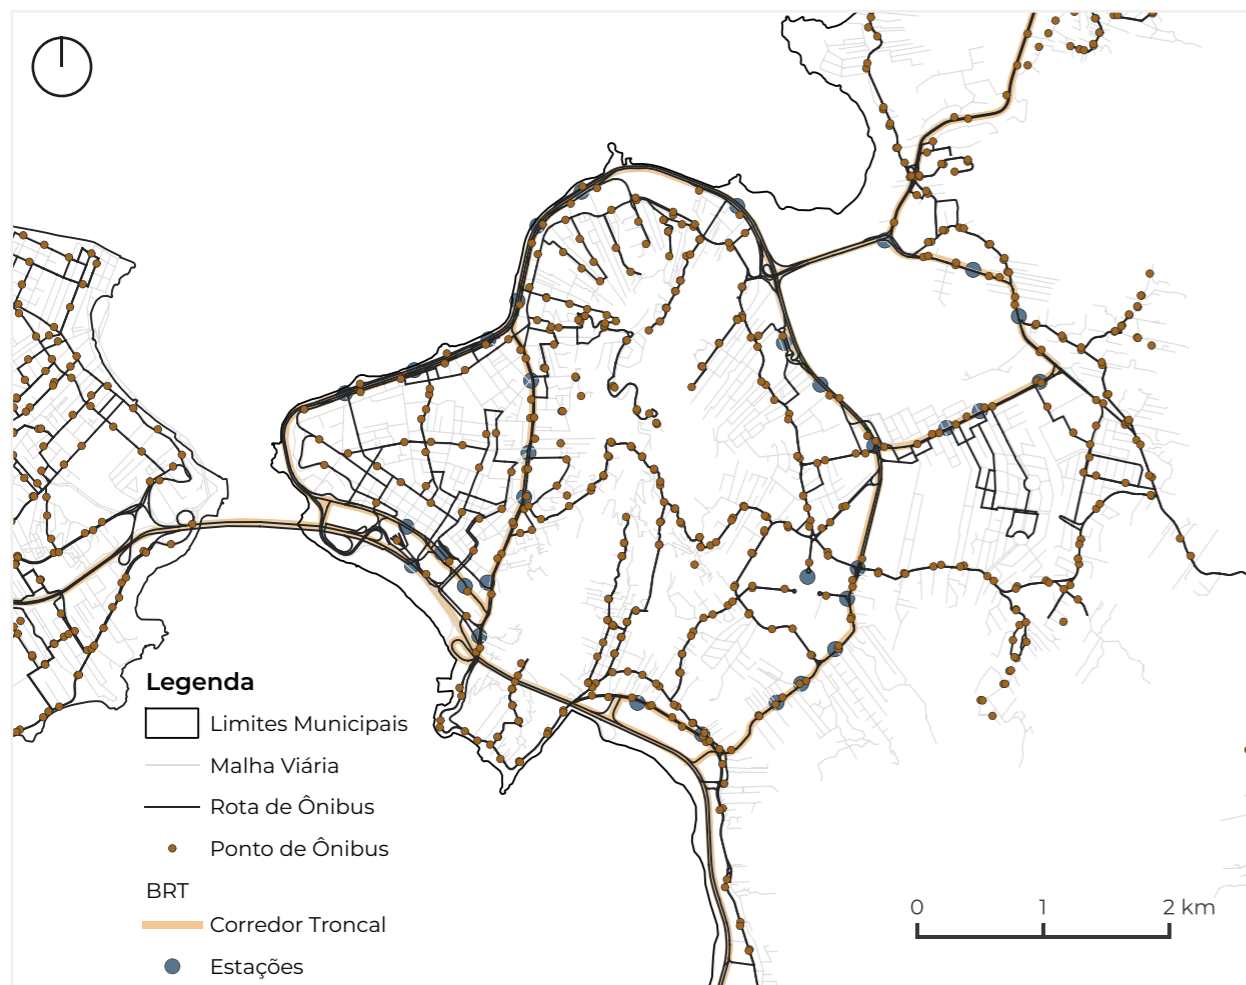 Legenda
Limites Municipais
Malha Viária
Rota de Ônibus
Ponto de Ônibus
BRT
Corredor Troncal
Estações
0 1 2 km